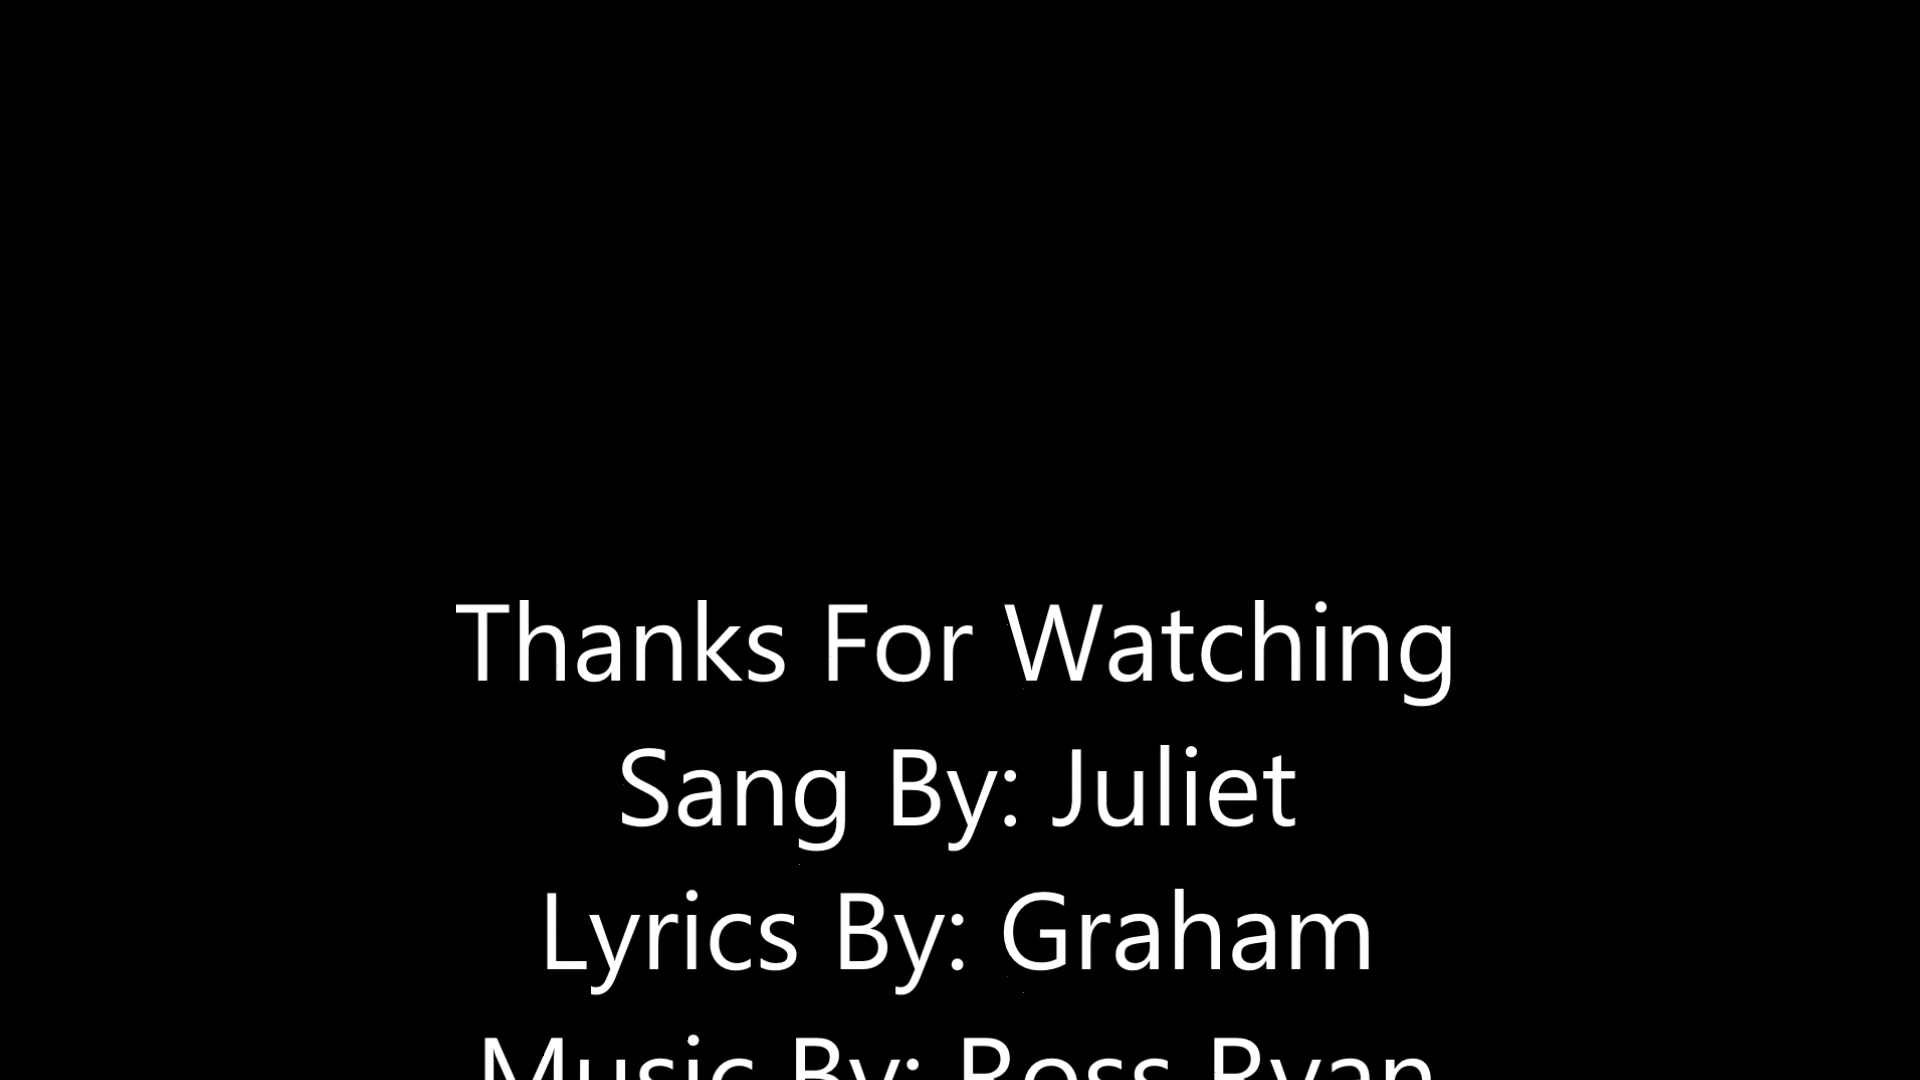 Thanks For Watching
Sang By: Juliet
Lyrics By: Graham
Music By: Ross Ryan